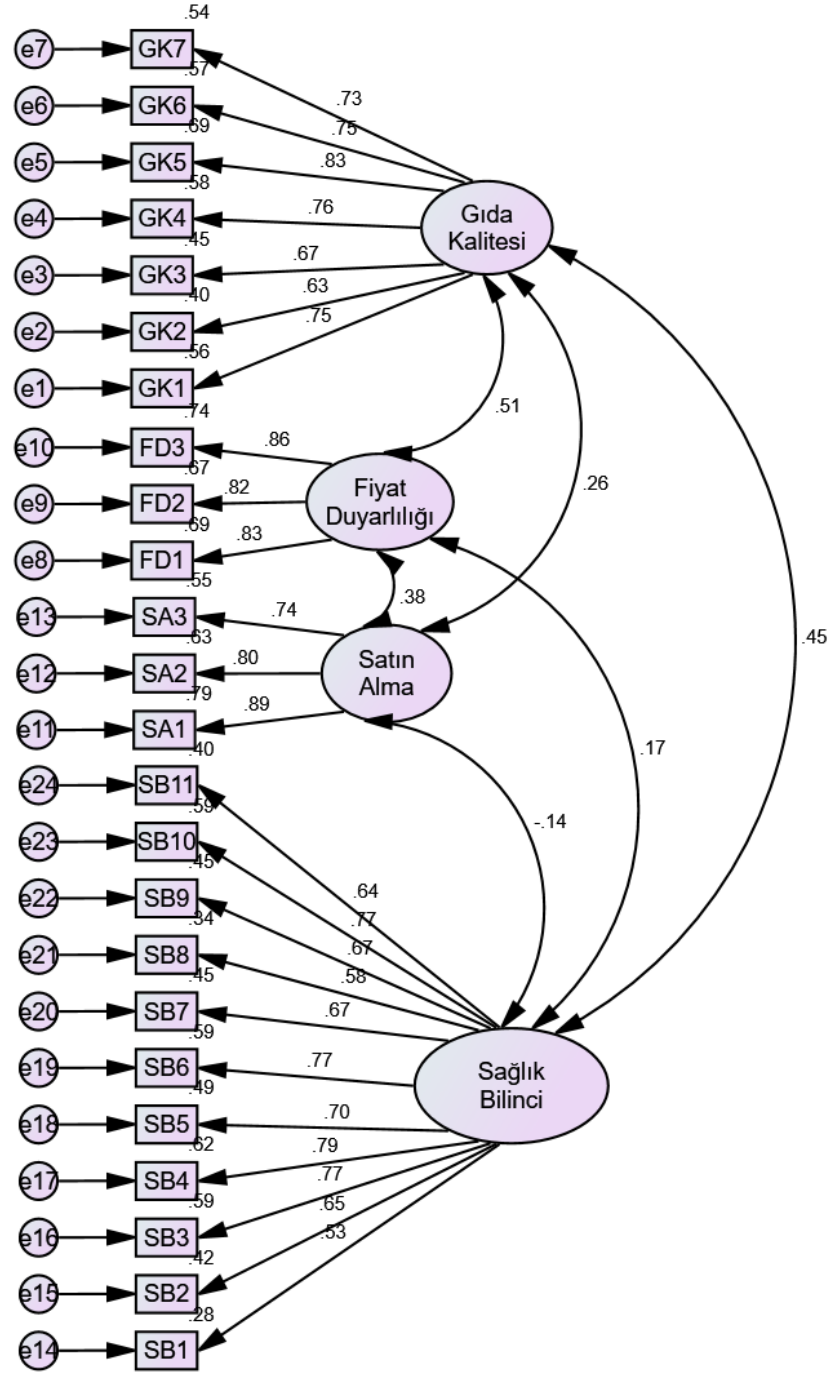 .54
e7 GK7
.57
.73
e6 GK6
.75
.69
e5 GK5
.83
.58
e4 GK4
.76
Gıda
Kalitesi
.45
e3 GK3
.67
.40
.63
e2 GK2
.75
.56
e1 GK1
.51
.74
e10 FD3
.86
.67
.26
e9 FD2
.82
Fiyat
Duyarlılığı
.69
e8 FD1
.83
.55
.38
e13 SA3
.74
.63
.45
e12 SA2
.80
Satın
Alma
.79
e11 SA1
.89
.40
.17
e24 SB11
.59
-.14
e23 SB10
.45
e22 SB9
.64
.34
.77
e21 SB8
.67
.45
.58
e20 SB7
.67
.59
e19 SB6
.77
Sağlık
Bilinci
.49
e18 SB5
.70
.62
e17 SB4
.79
.59
.77
e16 SB3
.65
.42
.53
e15 SB2
.28
e14 SB1